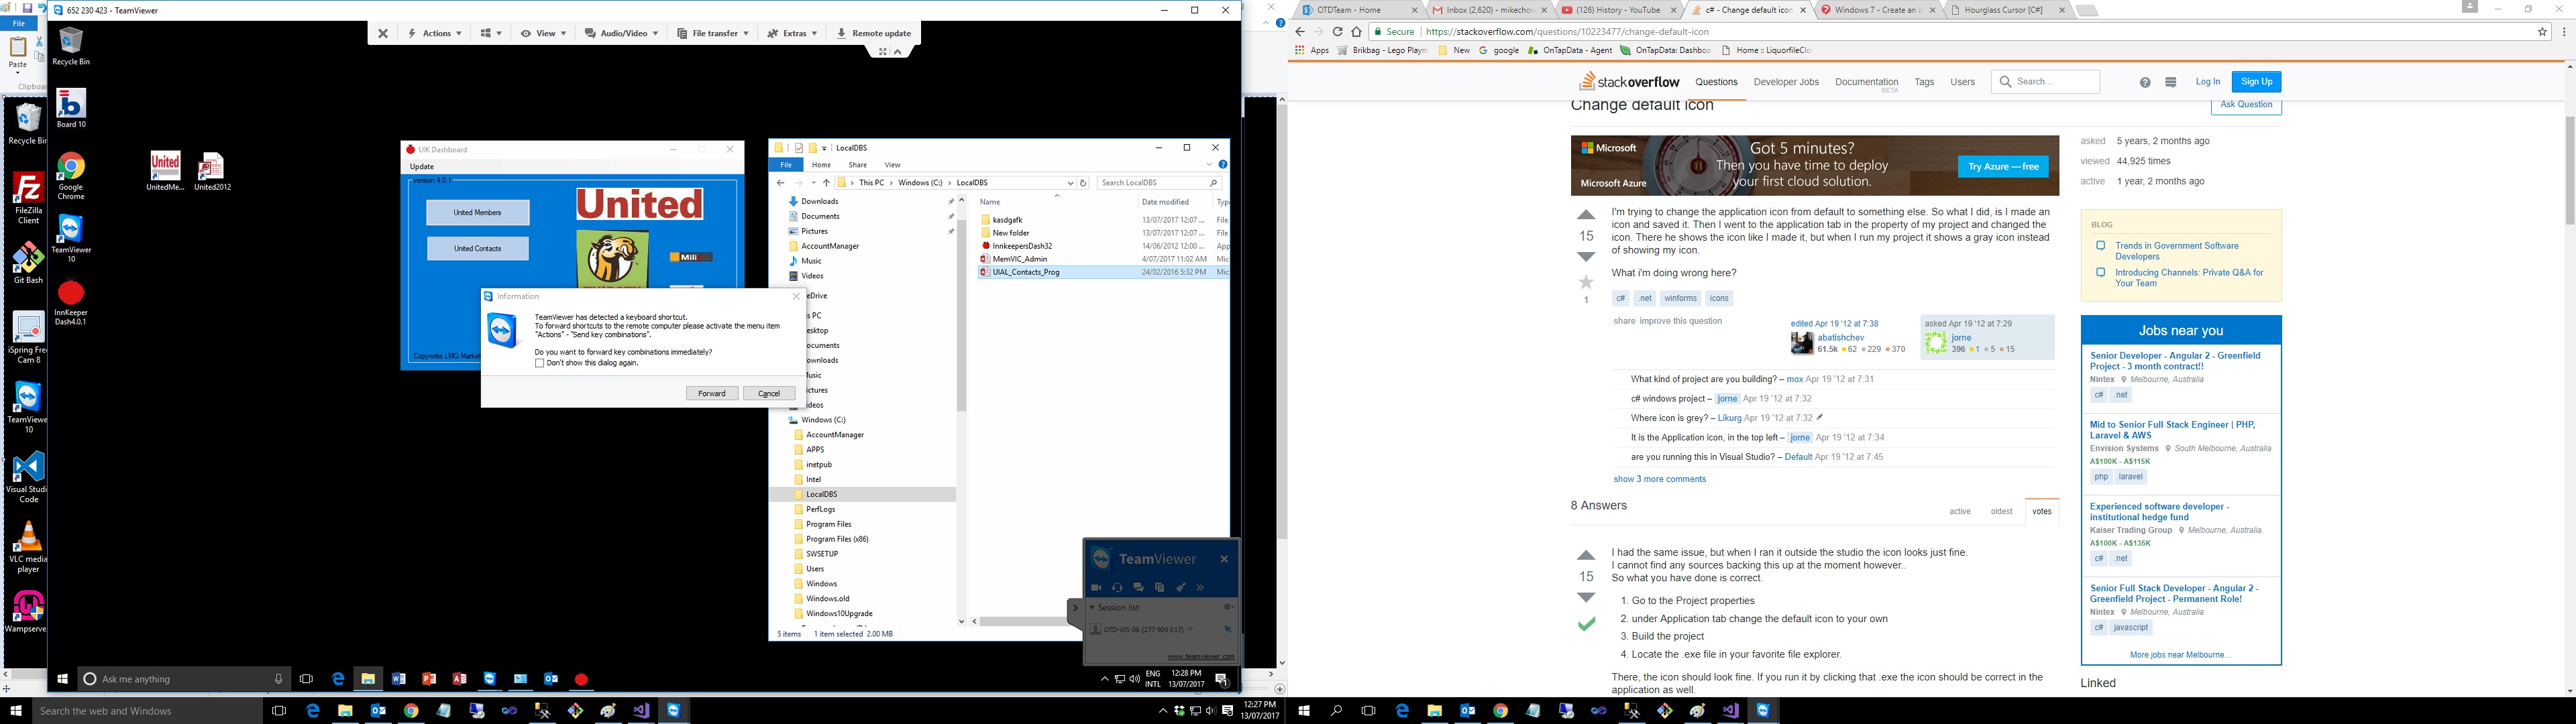 652 230 423 - TeamViewer
File
Paste
Clipboar
Recycle Bin
FileZilla Client
Git Bash
iSpring Free Cam 8
TeamViewer 10
Visual Studio Code
VLC media player
Wampserve
Actions
View
Audio/Video
File transfer
Extras
Remote update
Recycle Bin
Board 10
Google Chrome
TeamViewer 10
InnKeeper Dash4.0.1
UnitedMe...
United2012
UIK Dashboard
Update
version 4.0.1
United Members
United Contacts
United
Mili
Copywrite LMG Market
Information
TeamViewer has detected a keyboard shortcut.
To forward shortcuts to the remote computer please activate the menu item
"Actions" - "Send key combinations".
Do you want to forward key combinations immediately?
Don't show this dialog again.
Forward
Cancel
LocalDBS
File
Home
Share
View
This PC
Windows (C:)
LocalDBS
Search LocalDBS
Downloads
Documents
Pictures
AccountManager
Music
Videos
eDrive
s PC
esktop
ocuments
ownloads
usic
ictures
ideos
Windows (C:)
AccountManager
APPS
inetpub
Intel
LocalDBS
PerfLogs
Program Files
Program Files (x86)
SWSETUP
Users
Windows
Windows.old
Windows10Upgrade
Name
Date modified
Type
kasdgafk 13/07/2017 12:07 ... File
New folder 13/07/2017 12:07 ... File
InnkeepersDash32 14/06/2012 12:00 ... App
MemVIC_Admin 4/07/2017 11:02 AM Mic
UIAL_Contacts_Prog 24/02/2016 5:32 PM Mic
5 items
1 item selected 2.00 MB
TeamViewer
Session list
OTD-WS-06 (277 909 017)
www.teamviewer.com
Ask me anything
ENG
INTL
12:28 PM
13/07/2017
Search the web and Windows
12:27 PM
13/07/2017
OTDTeam - Home
Inbox (2,620) - mikechow
(126) History - YouTube
c# - Change default icon
Windows 7 - Create an ic
Hourglass Cursor [C#]
Secure
https://stackoverflow.com/questions/10223477/change-default-icon
Apps
Brikbag - Lego Playm
New
google
OnTapData - Agent
OnTapData: Dashboa
Home :: LiquorfileClo
stackoverflow
Questions
Developer Jobs
Documentation
BETA
Tags
Users
Search...
Log In
Sign Up
Change default icon
Ask Question
Microsoft
Microsoft Azure
Got 5 minutes?
Then you have time to deploy
your first cloud solution.
Try Azure — free
15
I'm trying to change the application icon from default to something else. So what I did, is I made an
icon and saved it. Then I went to the application tab in the property of my project and changed the
icon. There he shows the icon like I made it, but when I run my project it shows a gray icon instead
of showing my icon.
What i'm doing wrong here?
1
c#
.net
winforms
icons
share improve this question
edited Apr 19 '12 at 7:38
abatishchev
61.5k 62 229 370
asked Apr 19 '12 at 7:29
jorne
396 1 5 15
What kind of project are you building? – mox Apr 19 '12 at 7:31
c# windows project – jorne Apr 19 '12 at 7:32
Where icon is grey? – Likurg Apr 19 '12 at 7:32
It is the Application icon, in the top left – jorne Apr 19 '12 at 7:34
are you running this in Visual Studio? – Default Apr 19 '12 at 7:45
show 3 more comments
8 Answers
active
oldest
votes
15
I had the same issue, but when I ran it outside the studio the icon looks just fine.
I cannot find any sources backing this up at the moment however..
So what you have done is correct.
1. Go to the Project properties
2. under Application tab change the default icon to your own
3. Build the project
4. Locate the .exe file in your favorite file explorer.
There, the icon should look fine. If you run it by clicking that .exe the icon should be correct in the
application as well.
asked 5 years, 2 months ago
viewed 44,925 times
active 1 year, 2 months ago
BLOG
Trends in Government Software
Developers
Introducing Channels: Private Q&A for
Your Team
Jobs near you
Senior Developer - Angular 2 - Greenfield
Project - 3 month contract!!
Nintex Melbourne, Australia
c#
.net
Mid to Senior Full Stack Engineer | PHP,
Laravel & AWS
Envision Systems South Melbourne, Australia
A$100K - A$115K
php
laravel
Experienced software developer -
institutional hedge fund
Kaiser Trading Group Melbourne, Australia
A$100K - A$135K
c#
.net
Senior Full Stack Developer - Angular 2 -
Greenfield Project - Permanent Role!
Nintex Melbourne, Australia
c#
javascript
More jobs near Melbourne...
Linked